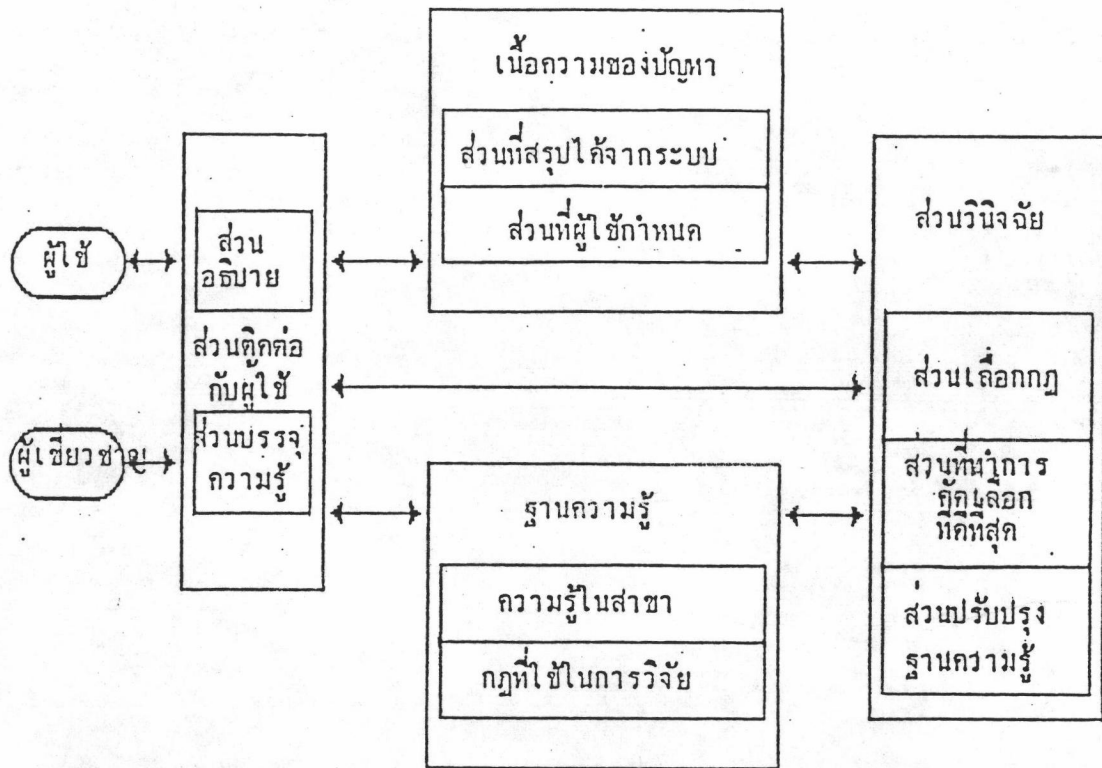 เนื้อความของปัญหา
ส่วนที่สรุปได้จากระบบ
ส่วนที่ผู้ใช้กำหนด
ผู้ใช้
ส่วน
อธิบาย
ส่วนติดต่อ
กับผู้ใช้
ผู้เชี่ยวชาญ
ส่วนบรรจุ
ความรู้
ฐานความรู้
ความรู้ในสาขา
กฎที่ใช้ในการวิจัย
ส่วนวินิจฉัย
ส่วนเลือกกฎ
ส่วนที่ทำการ
คัดเลือก
ที่ดีที่สุด
ส่วนปรับปรุง
ฐานความรู้